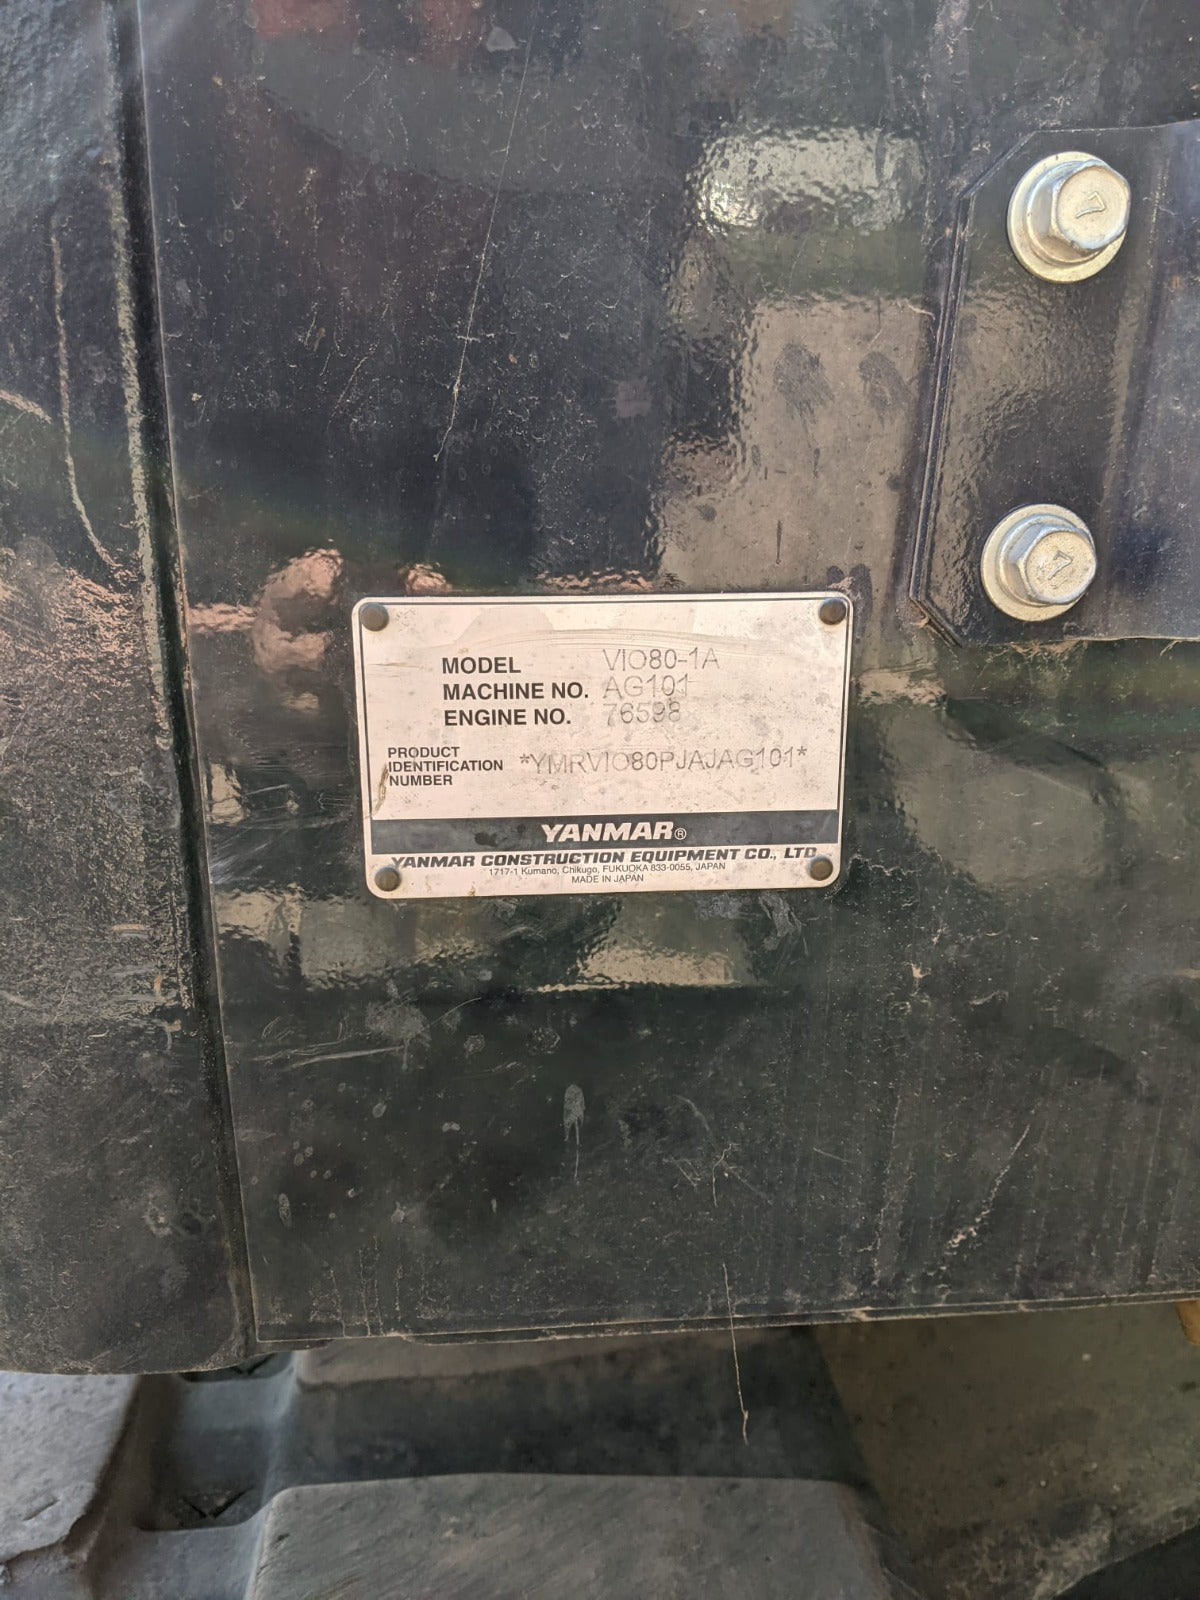 MODEL VIO80-1A
MACHINE NO. AG101
ENGINE NO. 76598
PRODUCT
IDENTIFICATION *YMRVIO80PJAJAG101*
NUMBER
YANMAR®
YANMAR CONSTRUCTION EQUIPMENT CO., LTD.
1717-1 Kumano, Chikugo, FUKUOKA 833-0055, JAPAN
MADE IN JAPAN